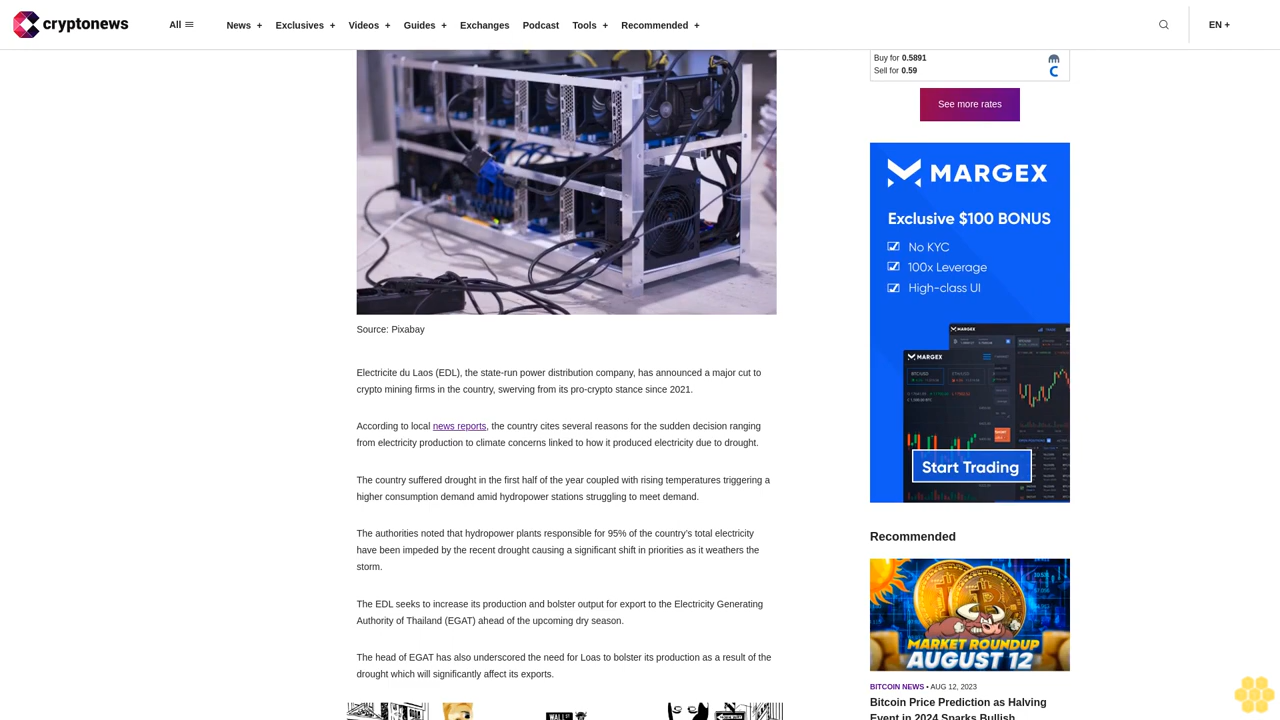 cryptonews
All
News +
Exclusives +
Videos +
Guides +
Exchanges
Podcast
Tools +
Recommended +
EN +
Source: Pixabay
Electricite du Laos (EDL), the state-run power distribution company, has announced a major cut to
crypto mining firms in the country, swerving from its pro-crypto stance since 2021.
According to local news reports, the country cites several reasons for the sudden decision ranging
from electricity production to climate concerns linked to how it produced electricity due to drought.
The country suffered drought in the first half of the year coupled with rising temperatures triggering a
higher consumption demand amid hydropower stations struggling to meet demand.
The authorities noted that hydropower plants responsible for 95% of the country's total electricity
have been impeded by the recent drought causing a significant shift in priorities as it weathers the
storm.
The EDL seeks to increase its production and bolster output for export to the Electricity Generating
Authority of Thailand (EGAT) ahead of the upcoming dry season.
The head of EGAT has also underscored the need for Loas to bolster its production as a result of the
drought which will significantly affect its exports.
WALL ST
Buy for 0.5891
Sell for 0.59
See more rates
MARGEX
Exclusive $100 BONUS
No KYC
100x Leverage
High-class UI
MARGEX
MARGEX
Start Trading
Recommended
MARKET ROUNDUP
AUGUST 12
BITCOIN NEWS • AUG 12, 2023
Bitcoin Price Prediction as Halving
Event in 2024 Sparks Bullish